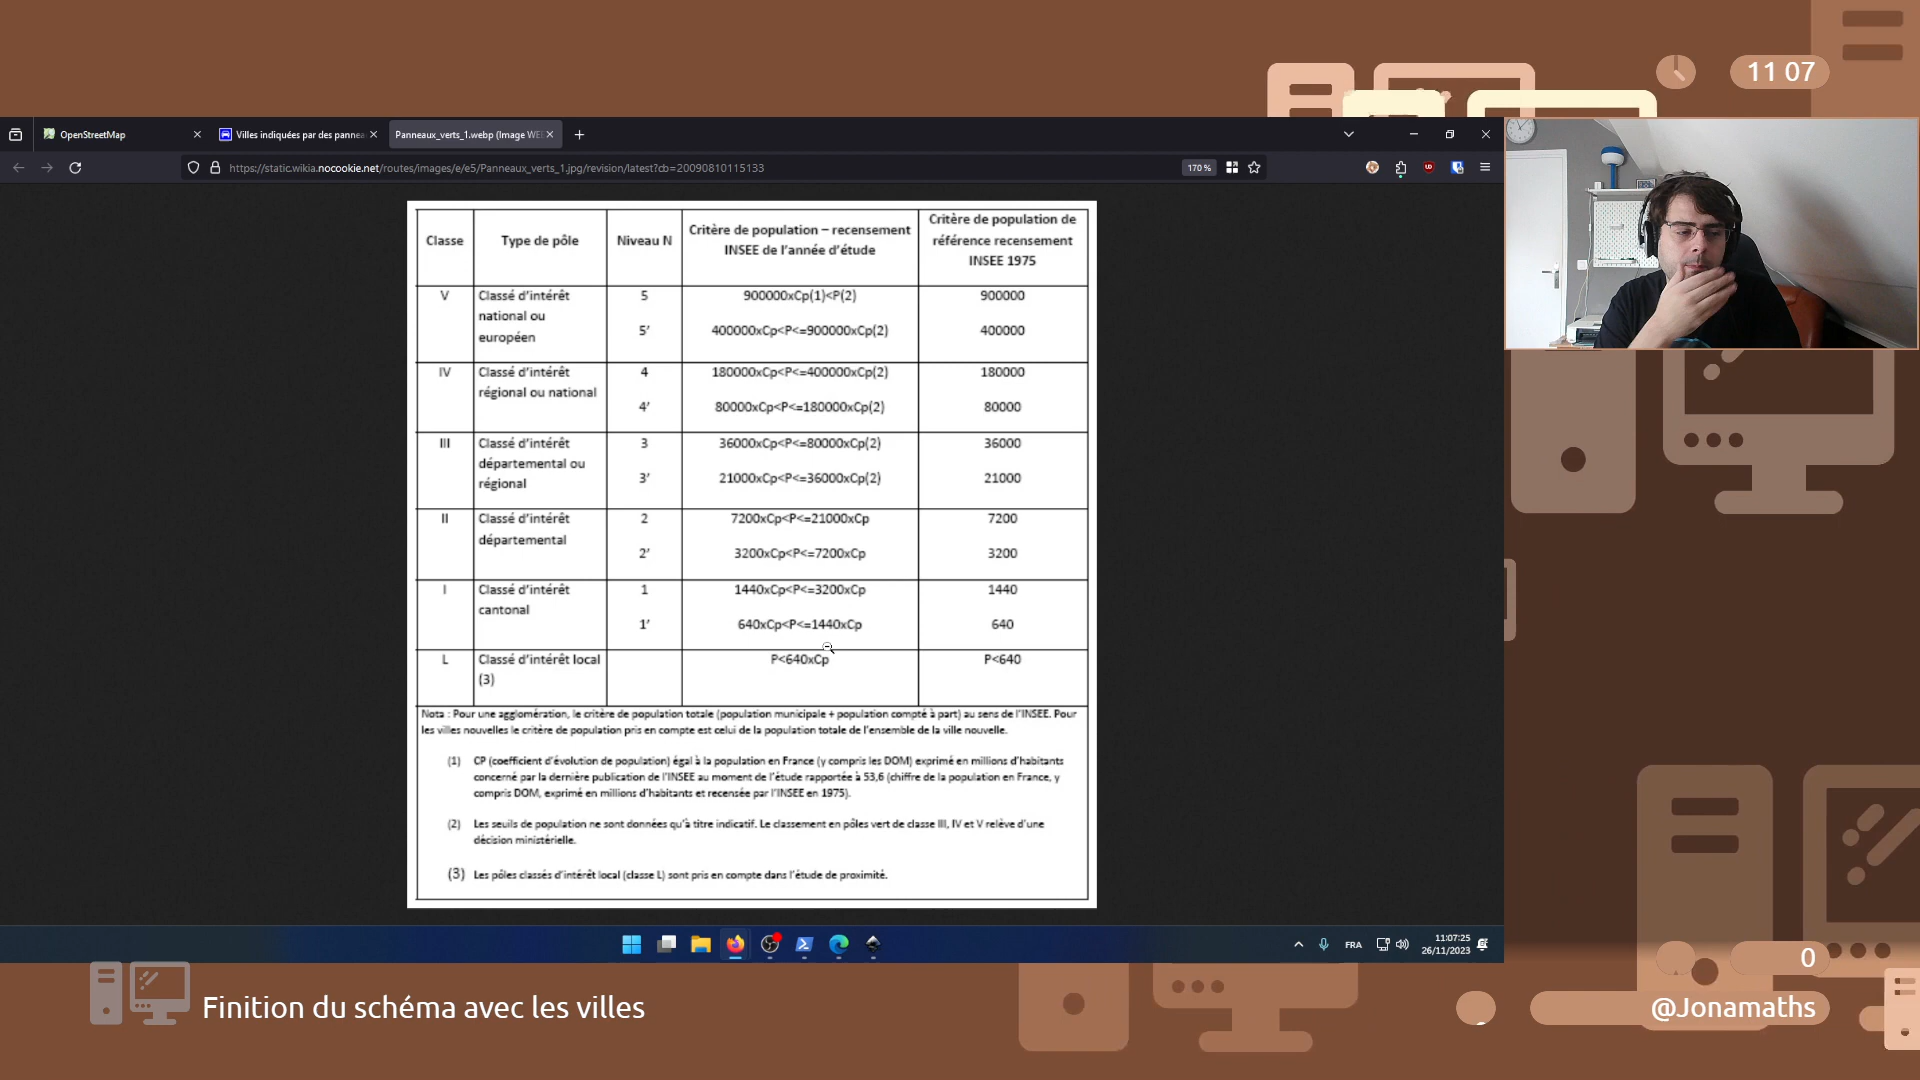 11 07
OpenStreetMap
Villes indiquées par des pannea
Panneaux_verts_1.webp (Image WE
https://static.wikia.nocookie.net/routes/images/e/e5/Panneaux_verts_1.jpg/revision/latest?cb=20090810115133
170 %
Classe
Type de pôle
Niveau N
Critère de population – recensement
INSEE de l'année d'étude
Critère de population de
référence recensement
INSEE 1975
V
Classé d'intérêt
national ou
européen
5
900000xCp(1)<P(2)
900000
5'
400000xCp<P<=900000xCp(2)
400000
IV
Classé d'intérêt
régional ou national
4
180000xCp<P<=400000xCp(2)
180000
4'
80000xCp<P<=180000xCp(2)
80000
III
Classé d'intérêt
départemental ou
régional
3
36000xCp<P<=80000xCp(2)
36000
3'
21000xCp<P<=36000xCp(2)
21000
II
Classé d'intérêt
départemental
2
7200xCp<P<=21000xCp
7200
2'
3200xCp<P<=7200xCp
3200
I
Classé d'intérêt
cantonal
1
1440xCp<P<=3200xCp
1440
1'
640xCp<P<=1440xCp
640
L
Classé d'intérêt local
(3)
P<640xCp
P<640
Nota : Pour une agglomération, le critère de population totale (population municipale + population compté à part) au sens de l'INSEE. Pour
les villes nouvelles le critère de population pris en compte est celui de la population totale de l'ensemble de la ville nouvelle.
(1) CP (coefficient d'évolution de population) égal à la population en France (y compris les DOM) exprimé en millions d'habitants
concerné par la dernière publication de l'INSEE au moment de l'étude rapportée à 53,6 (chiffre de la population en France, y
compris DOM, exprimé en millions d'habitants et recensée par l'INSEE en 1975).
(2) Les seuils de population ne sont données qu'à titre indicatif. Le classement en pôles vert de classe III, IV et V relève d'une
décision ministérielle.
(3) Les pôles classés d'intérêt local (classe L) sont pris en compte dans l'étude de proximité.
FRA
11:07:25
26/11/2023
0
Finition du schéma avec les villes
@Jonamaths